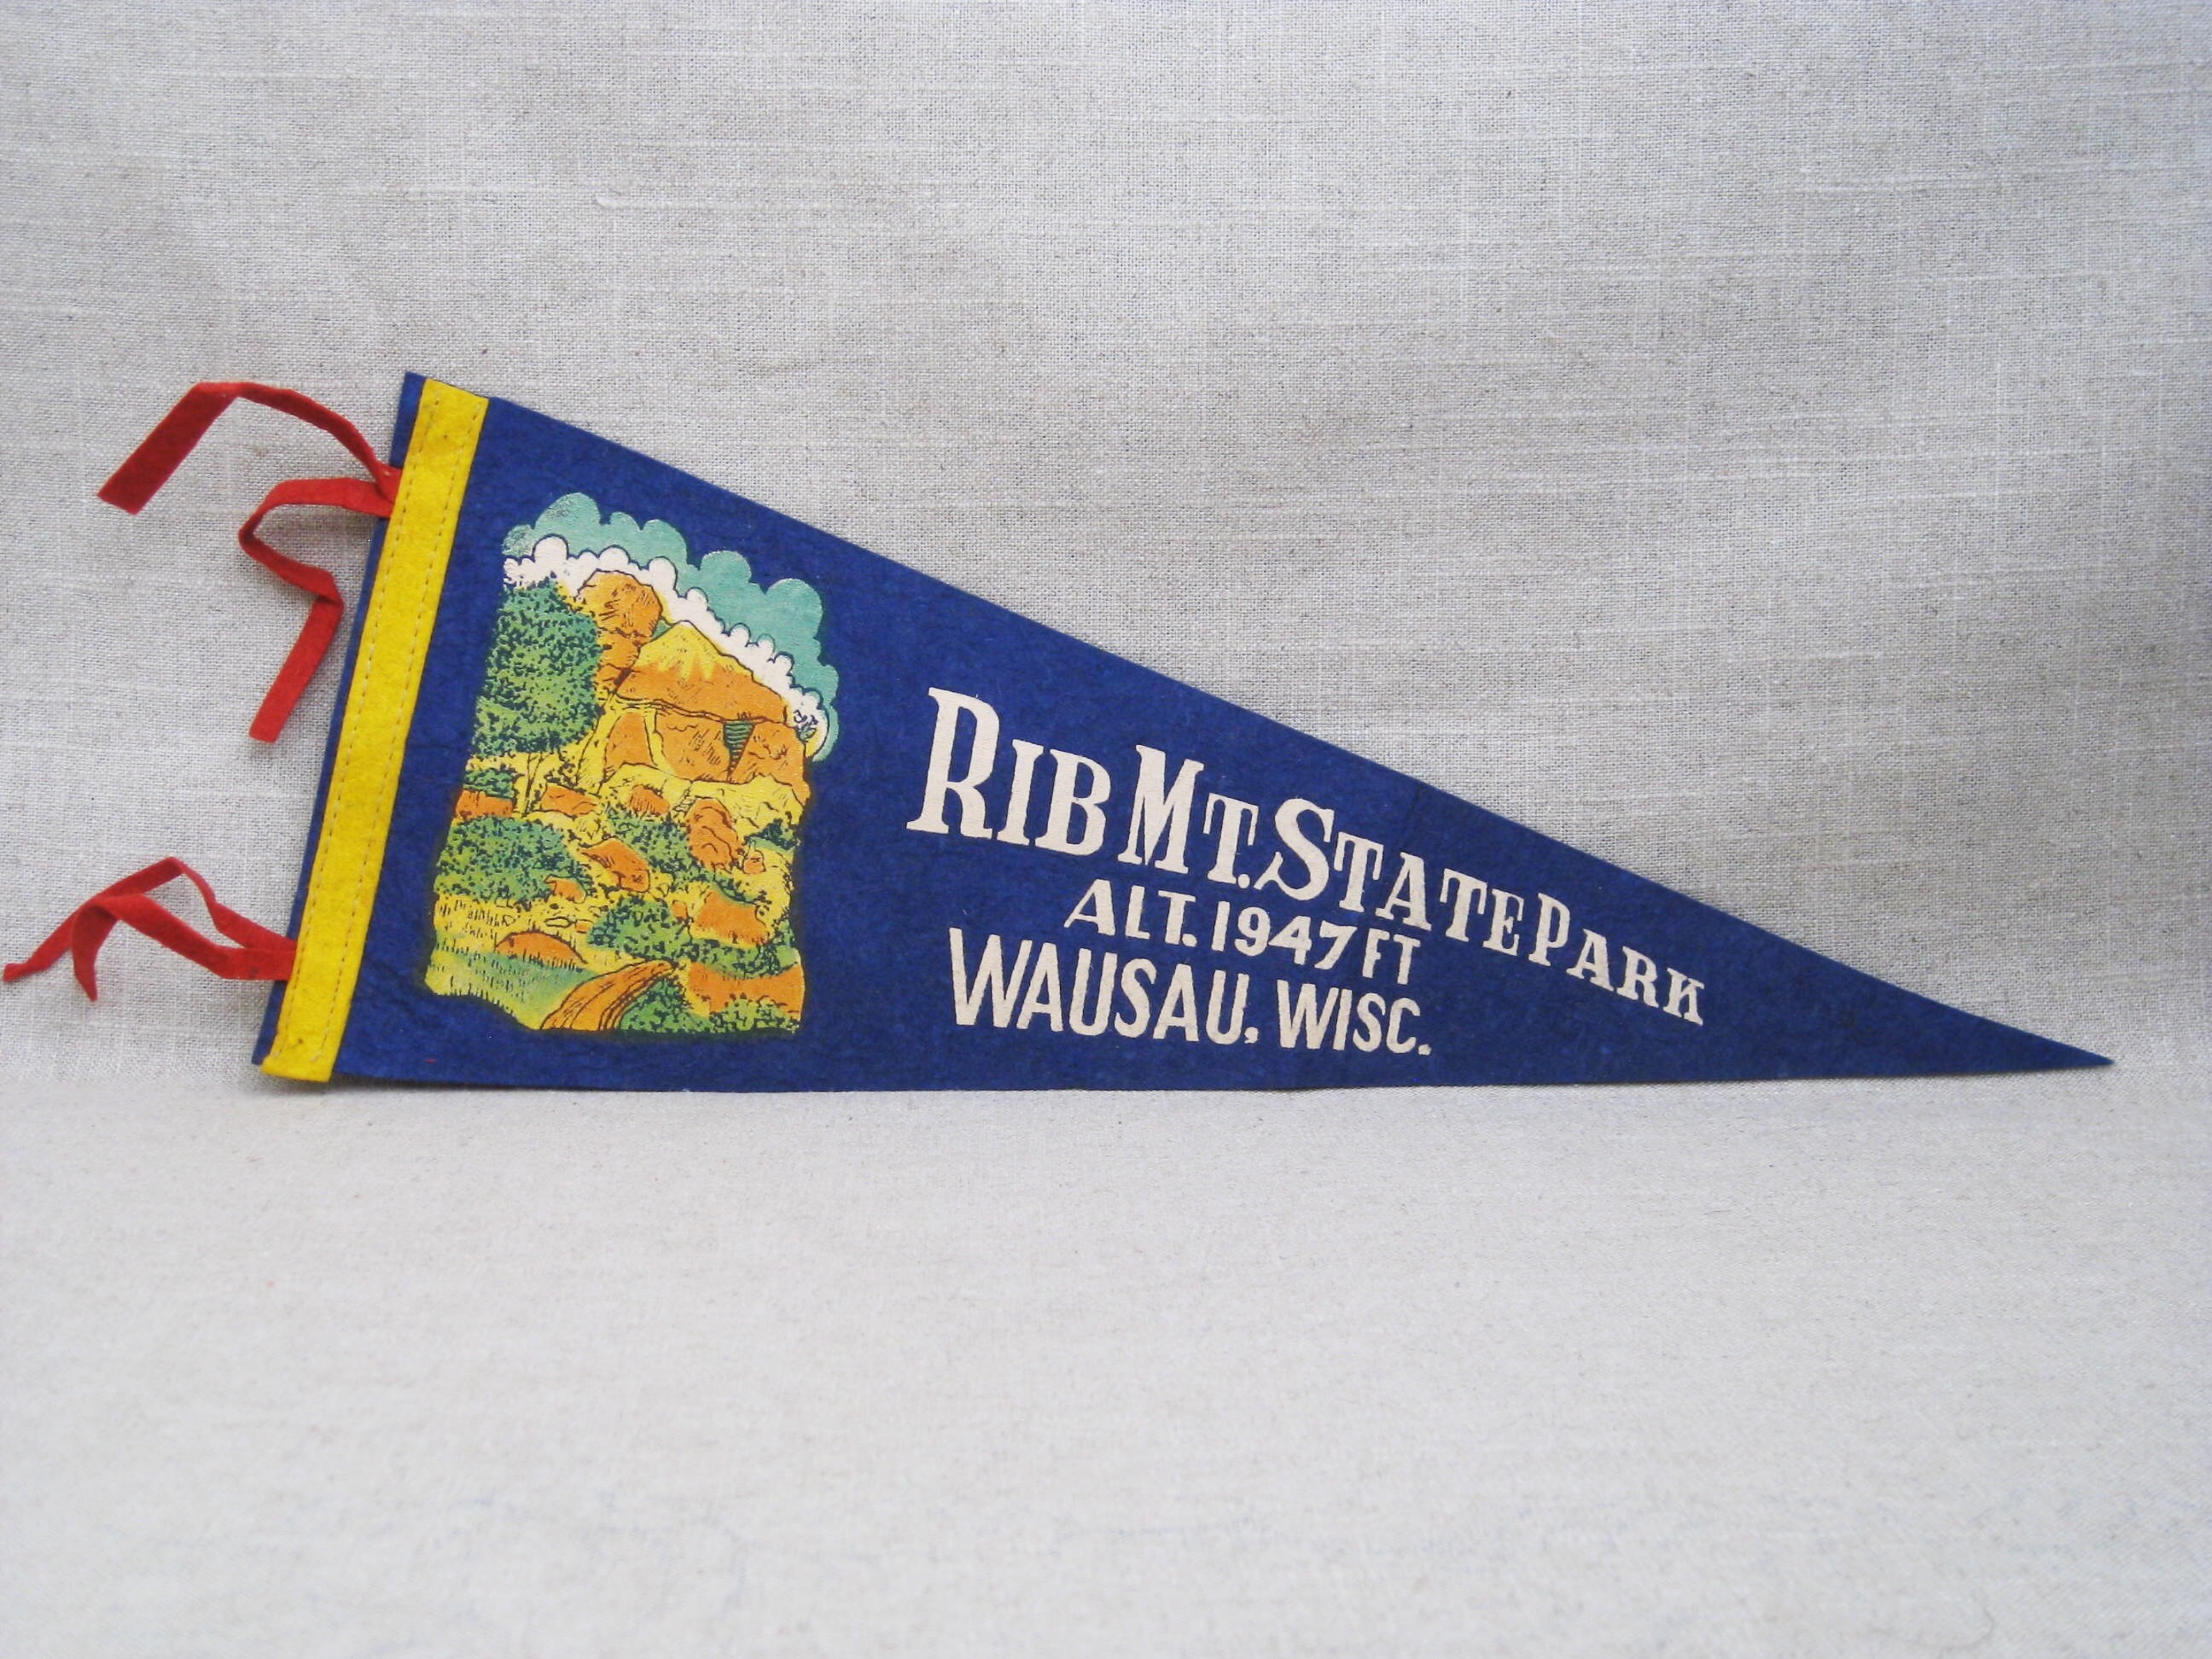 RIB MT. STATE PARK
ALT. 1947 FT
WAUSAU, WISC.